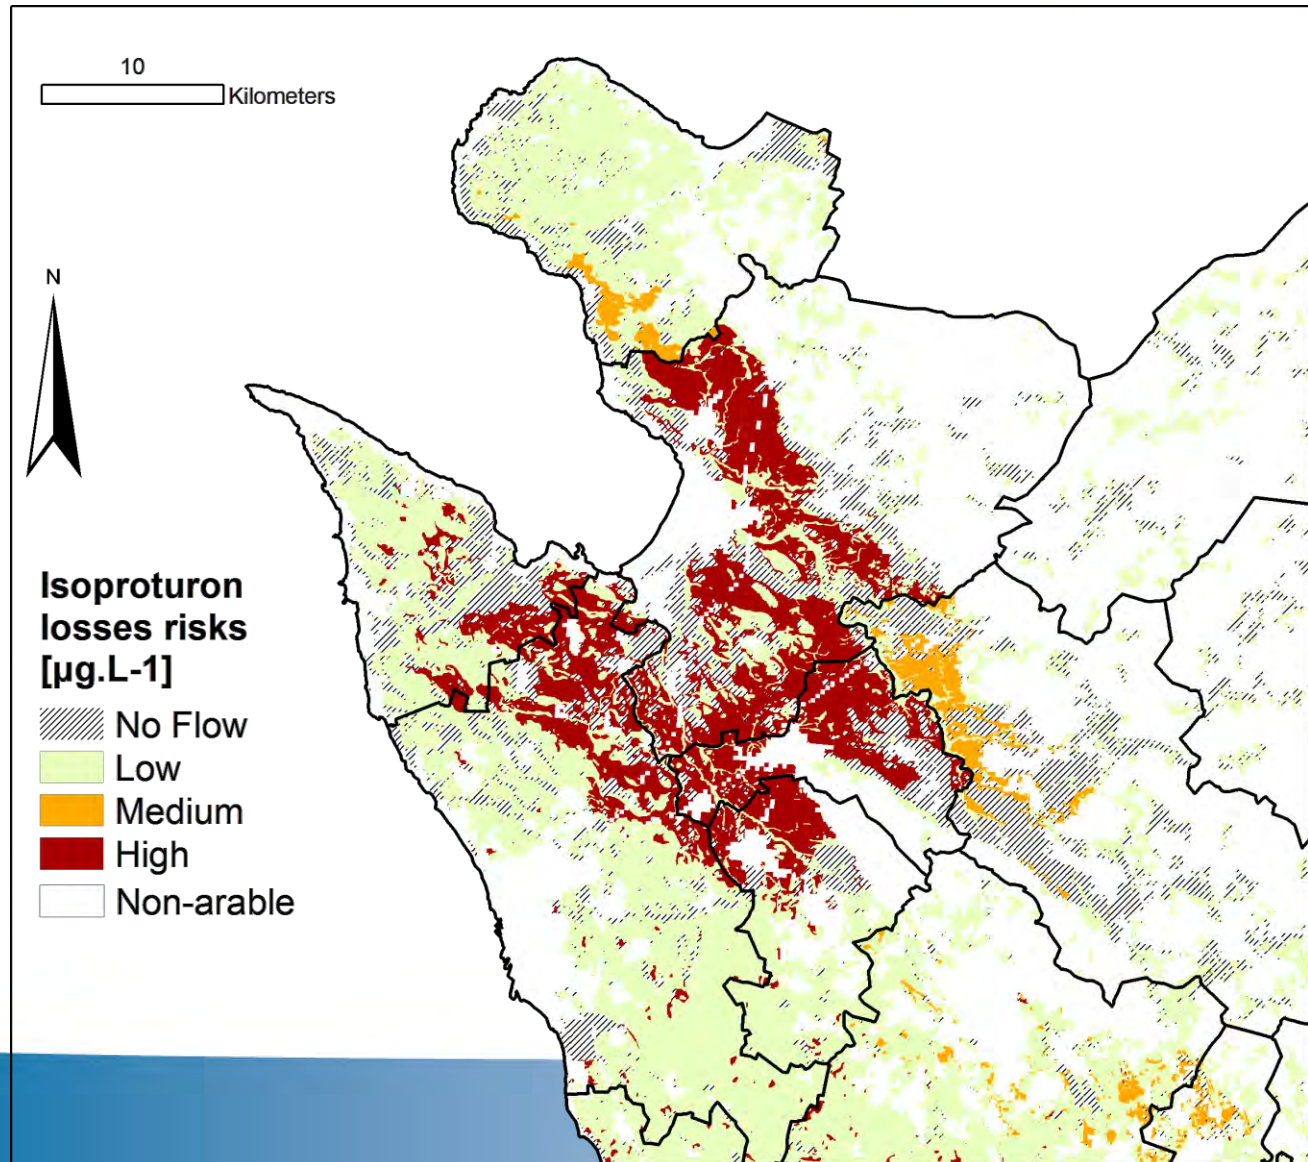 10
Kilometers
N
Isoproturon
losses risks
[µg.L-1]
No Flow
Low
Medium
High
Non-arable